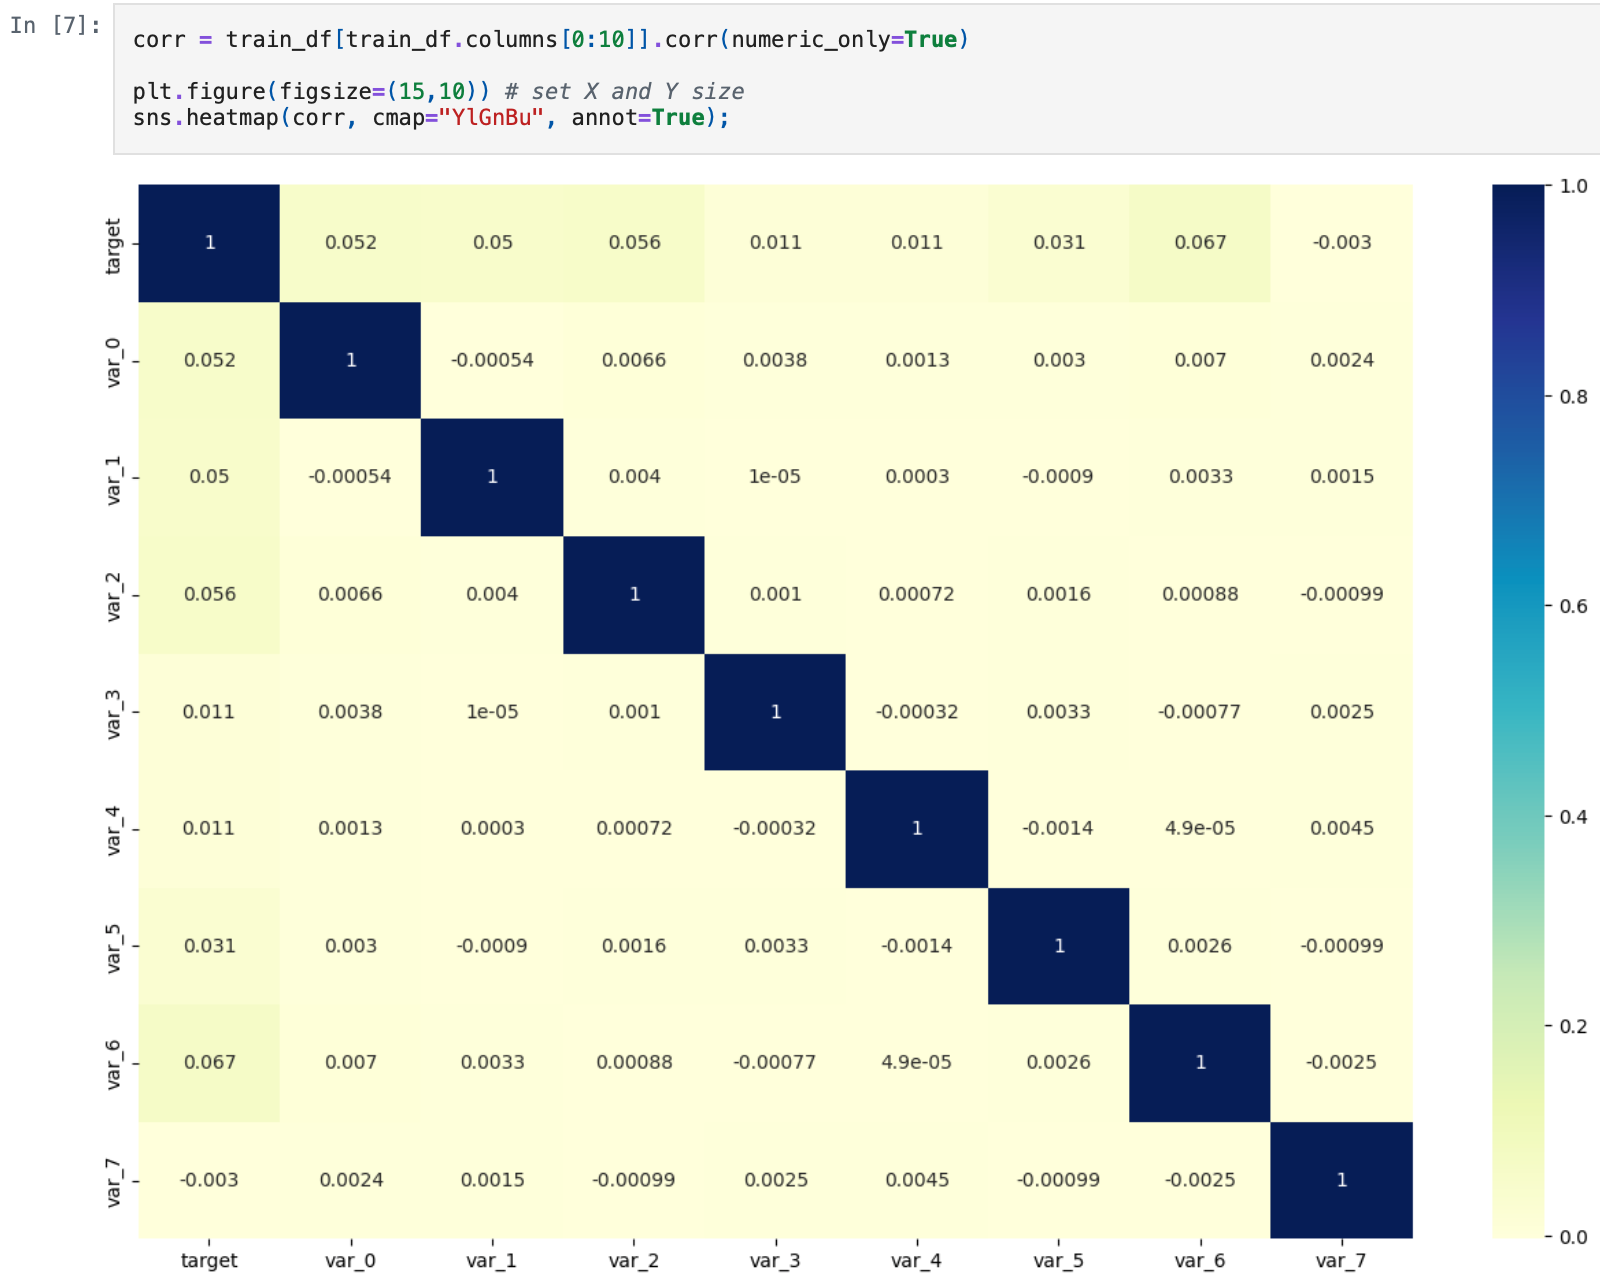 In [7]:
corr = train_df[train_df.columns[0:10]].corr(numeric_only=True)
plt.figure(figsize=(15,10)) # set X and Y size
sns.heatmap(corr, cmap="YlGnBu", annot=True);
target 1 0.052 0.05 0.056 0.011 0.011 0.031 0.067 -0.003
var_0 0.052 1 -0.00054 0.0066 0.0038 0.0013 0.003 0.007 0.0024
var_1 0.05 -0.00054 1 0.004 1e-05 0.0003 -0.0009 0.0033 0.0015
var_2 0.056 0.0066 0.004 1 0.001 0.00072 0.0016 0.00088 -0.00099
var_3 0.011 0.0038 1e-05 0.001 1 -0.00032 0.0033 -0.00077 0.0025
var_4 0.011 0.0013 0.0003 0.00072 -0.00032 1 -0.0014 4.9e-05 0.0045
var_5 0.031 0.003 -0.0009 0.0016 0.0033 -0.0014 1 0.0026 -0.00099
var_6 0.067 0.007 0.0033 0.00088 -0.00077 4.9e-05 0.0026 1 -0.0025
var_7 -0.003 0.0024 0.0015 -0.00099 0.0025 0.0045 -0.00099 -0.0025 1
target var_0 var_1 var_2 var_3 var_4 var_5 var_6 var_7
1.0
0.8
0.6
0.4
0.2
0.0